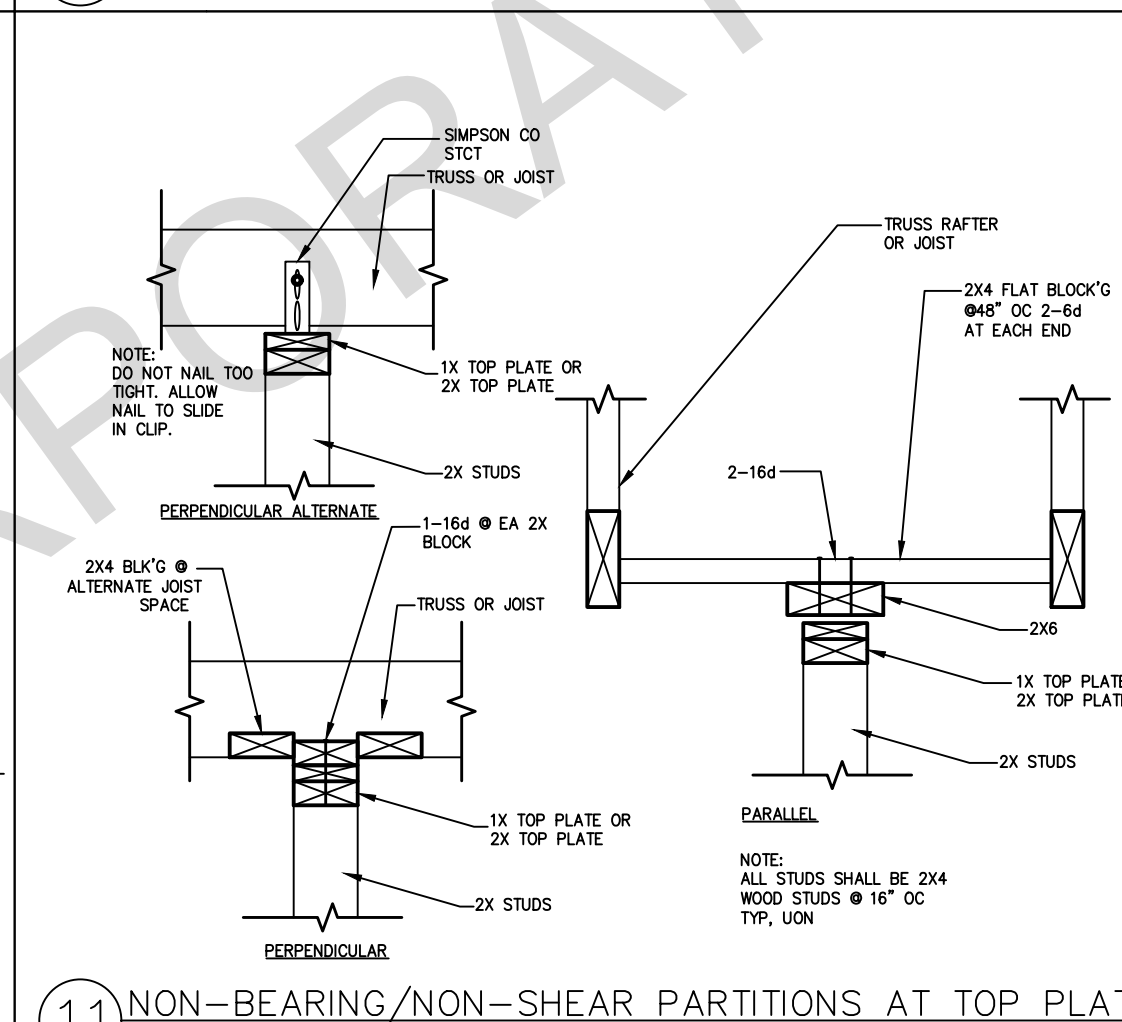 SIMPSON CO
STCT
TRUSS OR JOIST
NOTE:
DO NOT NAIL TOO
TIGHT. ALLOW
NAIL TO SLIDE
IN CLIP.
1X TOP PLATE OR
2X TOP PLATE
2X STUDS
PERPENDICULAR ALTERNATE
TRUSS RAFTER
OR JOIST
2X4 FLAT BLOCK'G
@48" OC 2-6d
AT EACH END
2-16d
2X6
1X TOP PLATE
2X TOP PLATE
2X STUDS
PARALLEL
NOTE:
ALL STUDS SHALL BE 2X4
WOOD STUDS @ 16" OC
TYP, UON
1-16d @ EA 2X
BLOCK
2X4 BLK'G @
ALTERNATE JOIST
SPACE
TRUSS OR JOIST
1X TOP PLATE OR
2X TOP PLATE
2X STUDS
PERPENDICULAR
11 NON-BEARING/NON-SHEAR PARTITIONS AT TOP PLAT